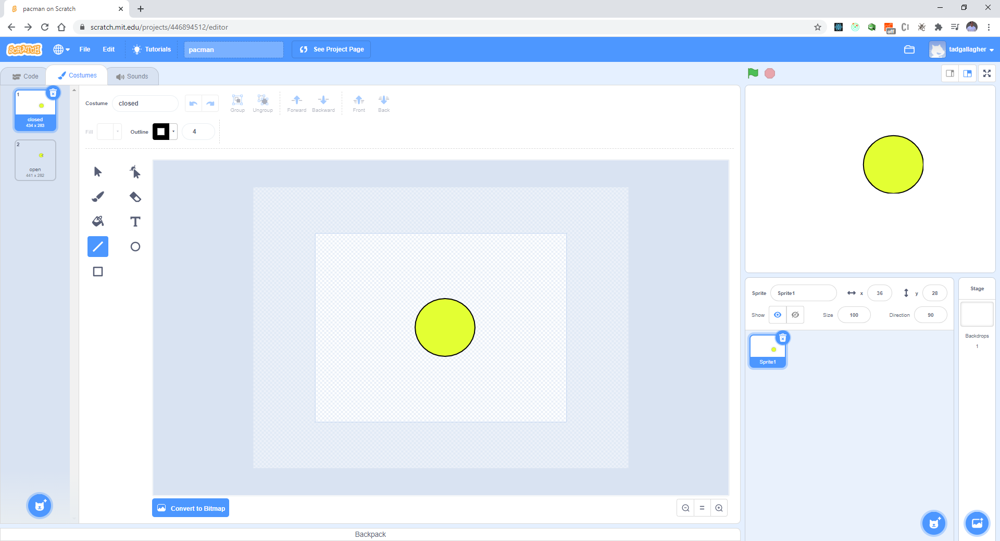 pacman on Scratch
scratch.mit.edu/projects/446894512/editor
off
SCRATCH
File
Edit
Tutorials
pacman
See Project Page
tadgallagher
Code
Costumes
Sounds
1
closed
434 x 283
2
open
441 x 282
Costume
closed
Group
Ungroup
Forward
Backward
Front
Back
Fill
Outline
4
T
Convert to Bitmap
=
Backpack
Sprite
Sprite1
x
36
y
28
Show
Size
100
Direction
90
Sprite1
Stage
Backdrops
1